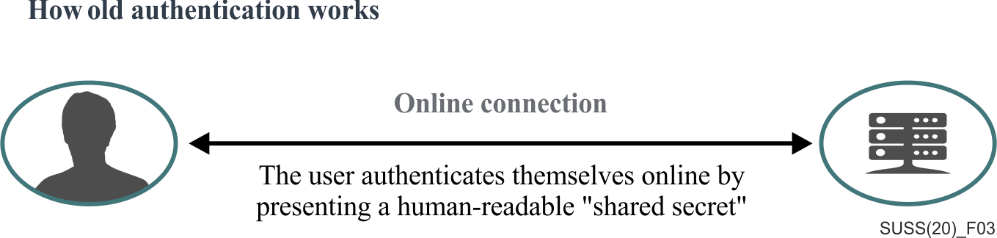 How old authentication works
Online connection
The user authenticates themselves online by
presenting a human-readable "shared secret"
SUSS(20)_F03